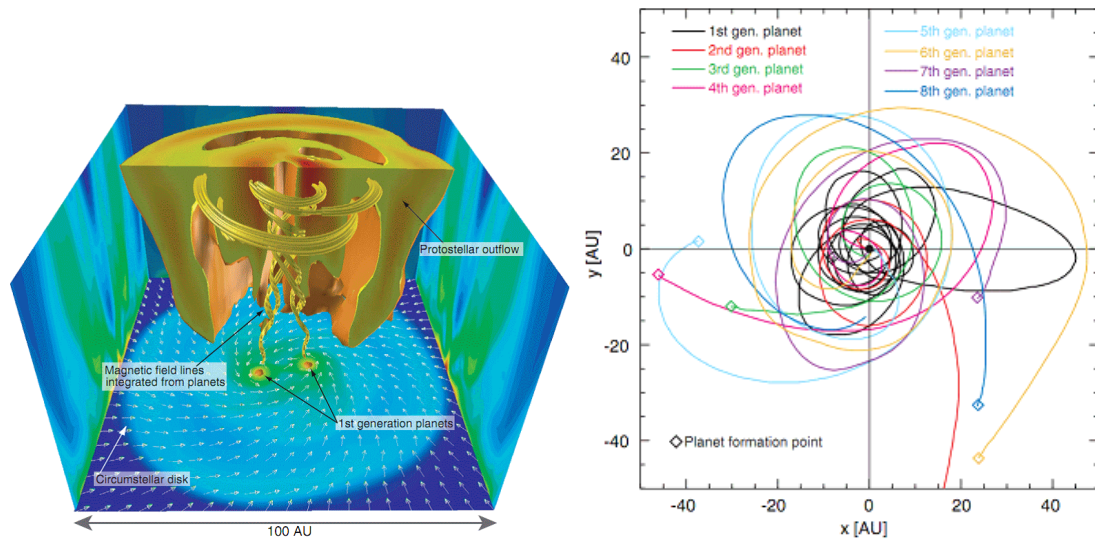 Protostellar outflow
Magnetic field lines
integrated from planets
1st generation planets
Circumstellar disk
100 AU
1st gen. planet
2nd gen. planet
3rd gen. planet
4th gen. planet
5th gen. planet
6th gen. planet
7th gen. planet
8th gen. planet
y [AU]
40
20
0
-20
-40
Planet formation point
-40 -20 0 20 40
x [AU]